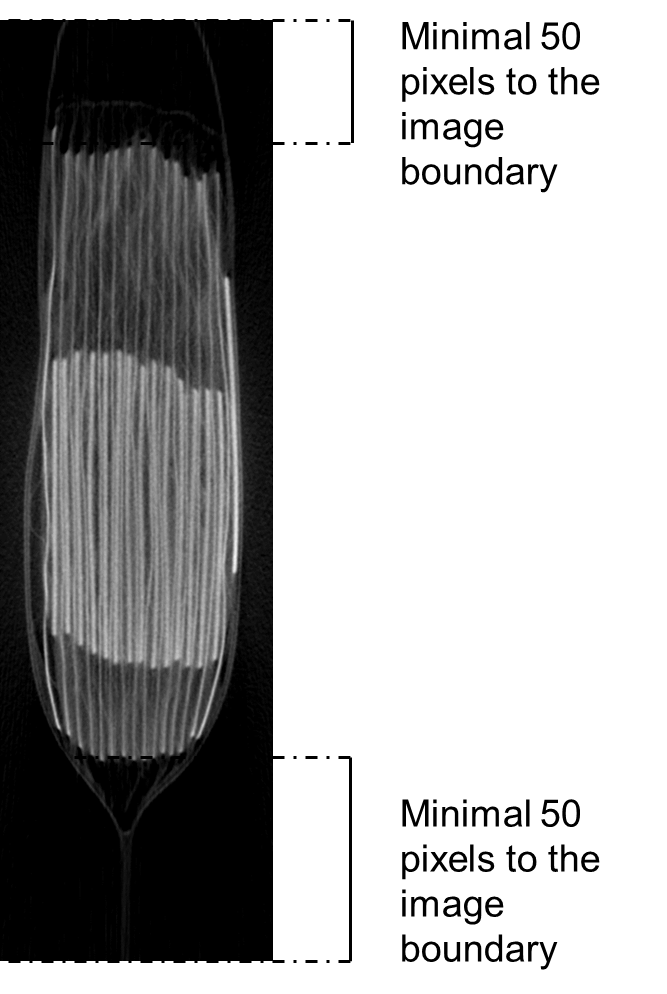 Minimal 50
pixels to the
image
boundary
Minimal 50
pixels to the
image
boundary